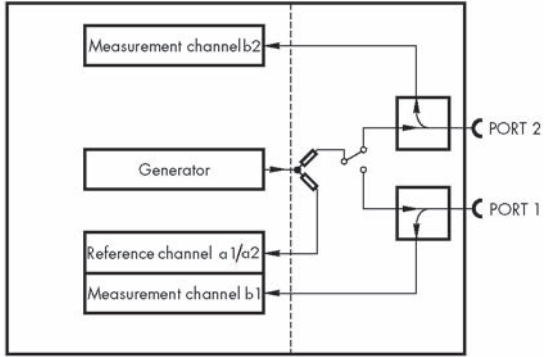 Measurement channel b2
PORT 2
Generator
PORT 1
Reference channel a1/a2
Measurement channel b1